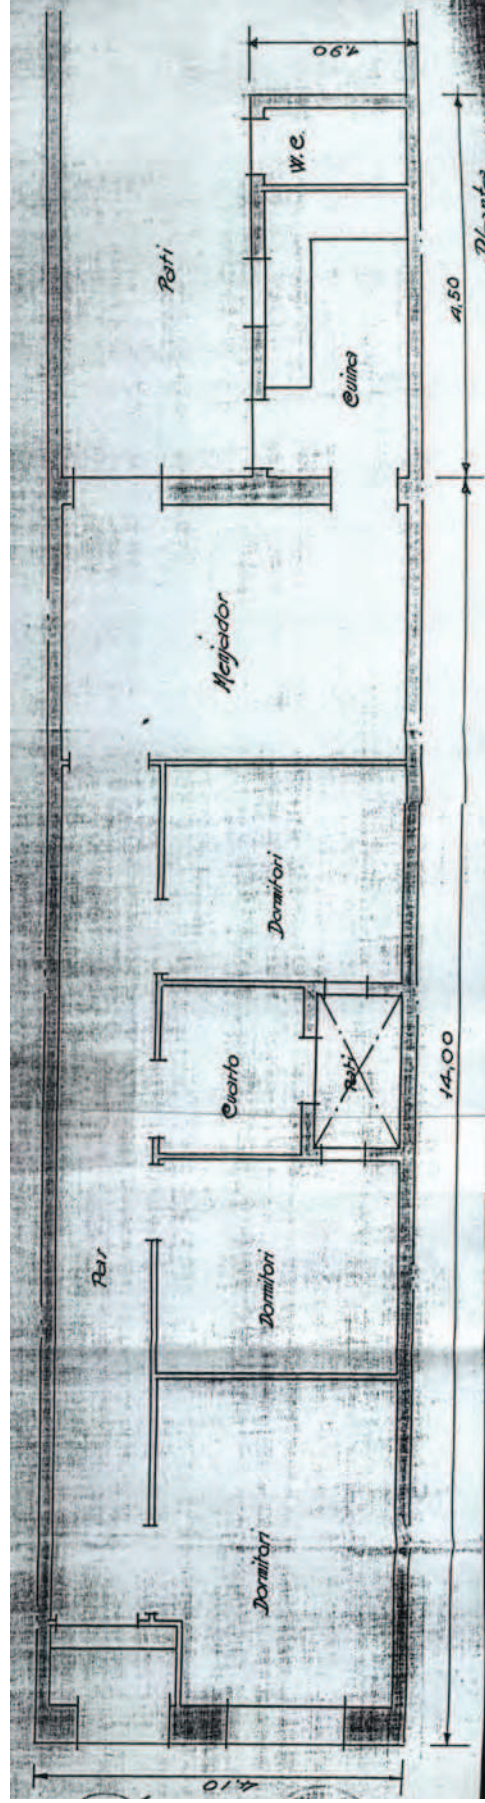 1.90
W.C.
Pati
4,50
Cuina
Menjador
Dormitori
Cuarto
Pati
14,00
Pas
Dormitori
Dormitori
4,10